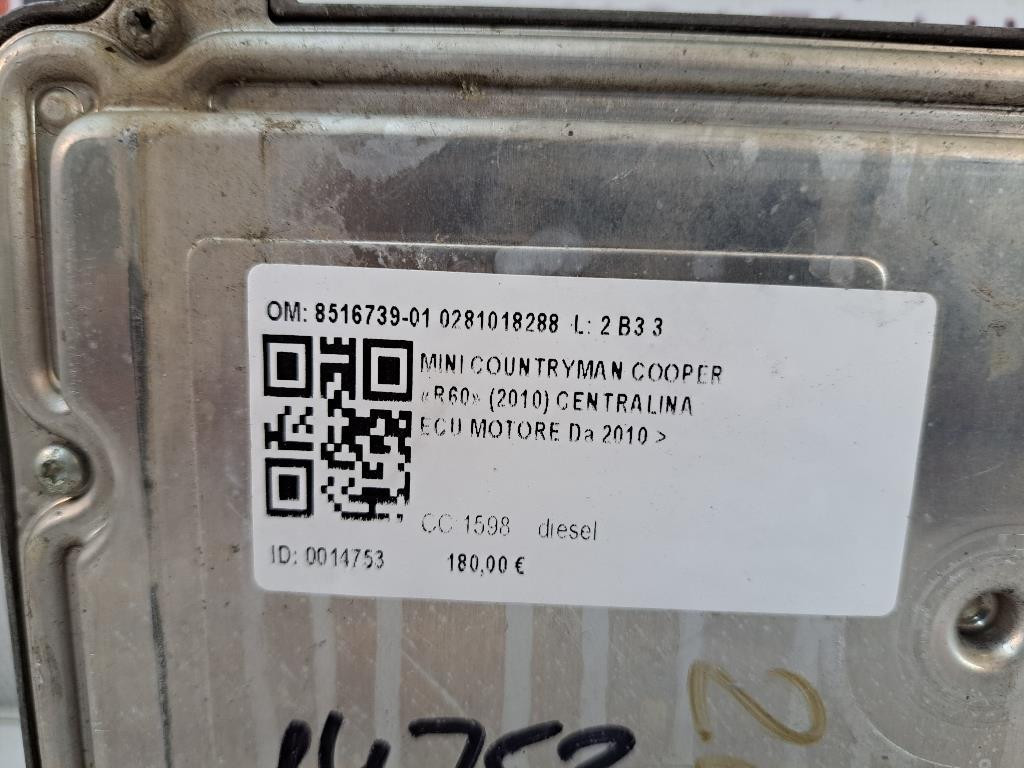 OM: 8516739-01 0281018288 L: 2 B3 3
MINI COUNTRYMAN COOPER
«R60» (2010) CENTRALINA
ECU MOTORE Da 2010 >
CC 1598 diesel
ID: 0014753 180,00 €
14753